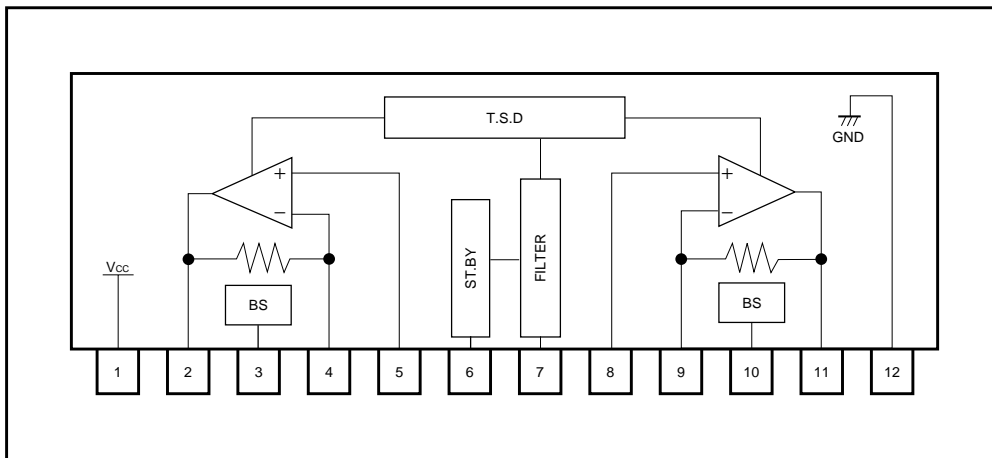 T.S.D
GND
+
−
+
−
ST.BY
FILTER
VCC
BS
BS
1 2 3 4 5 6 7 8 9 10 11 12